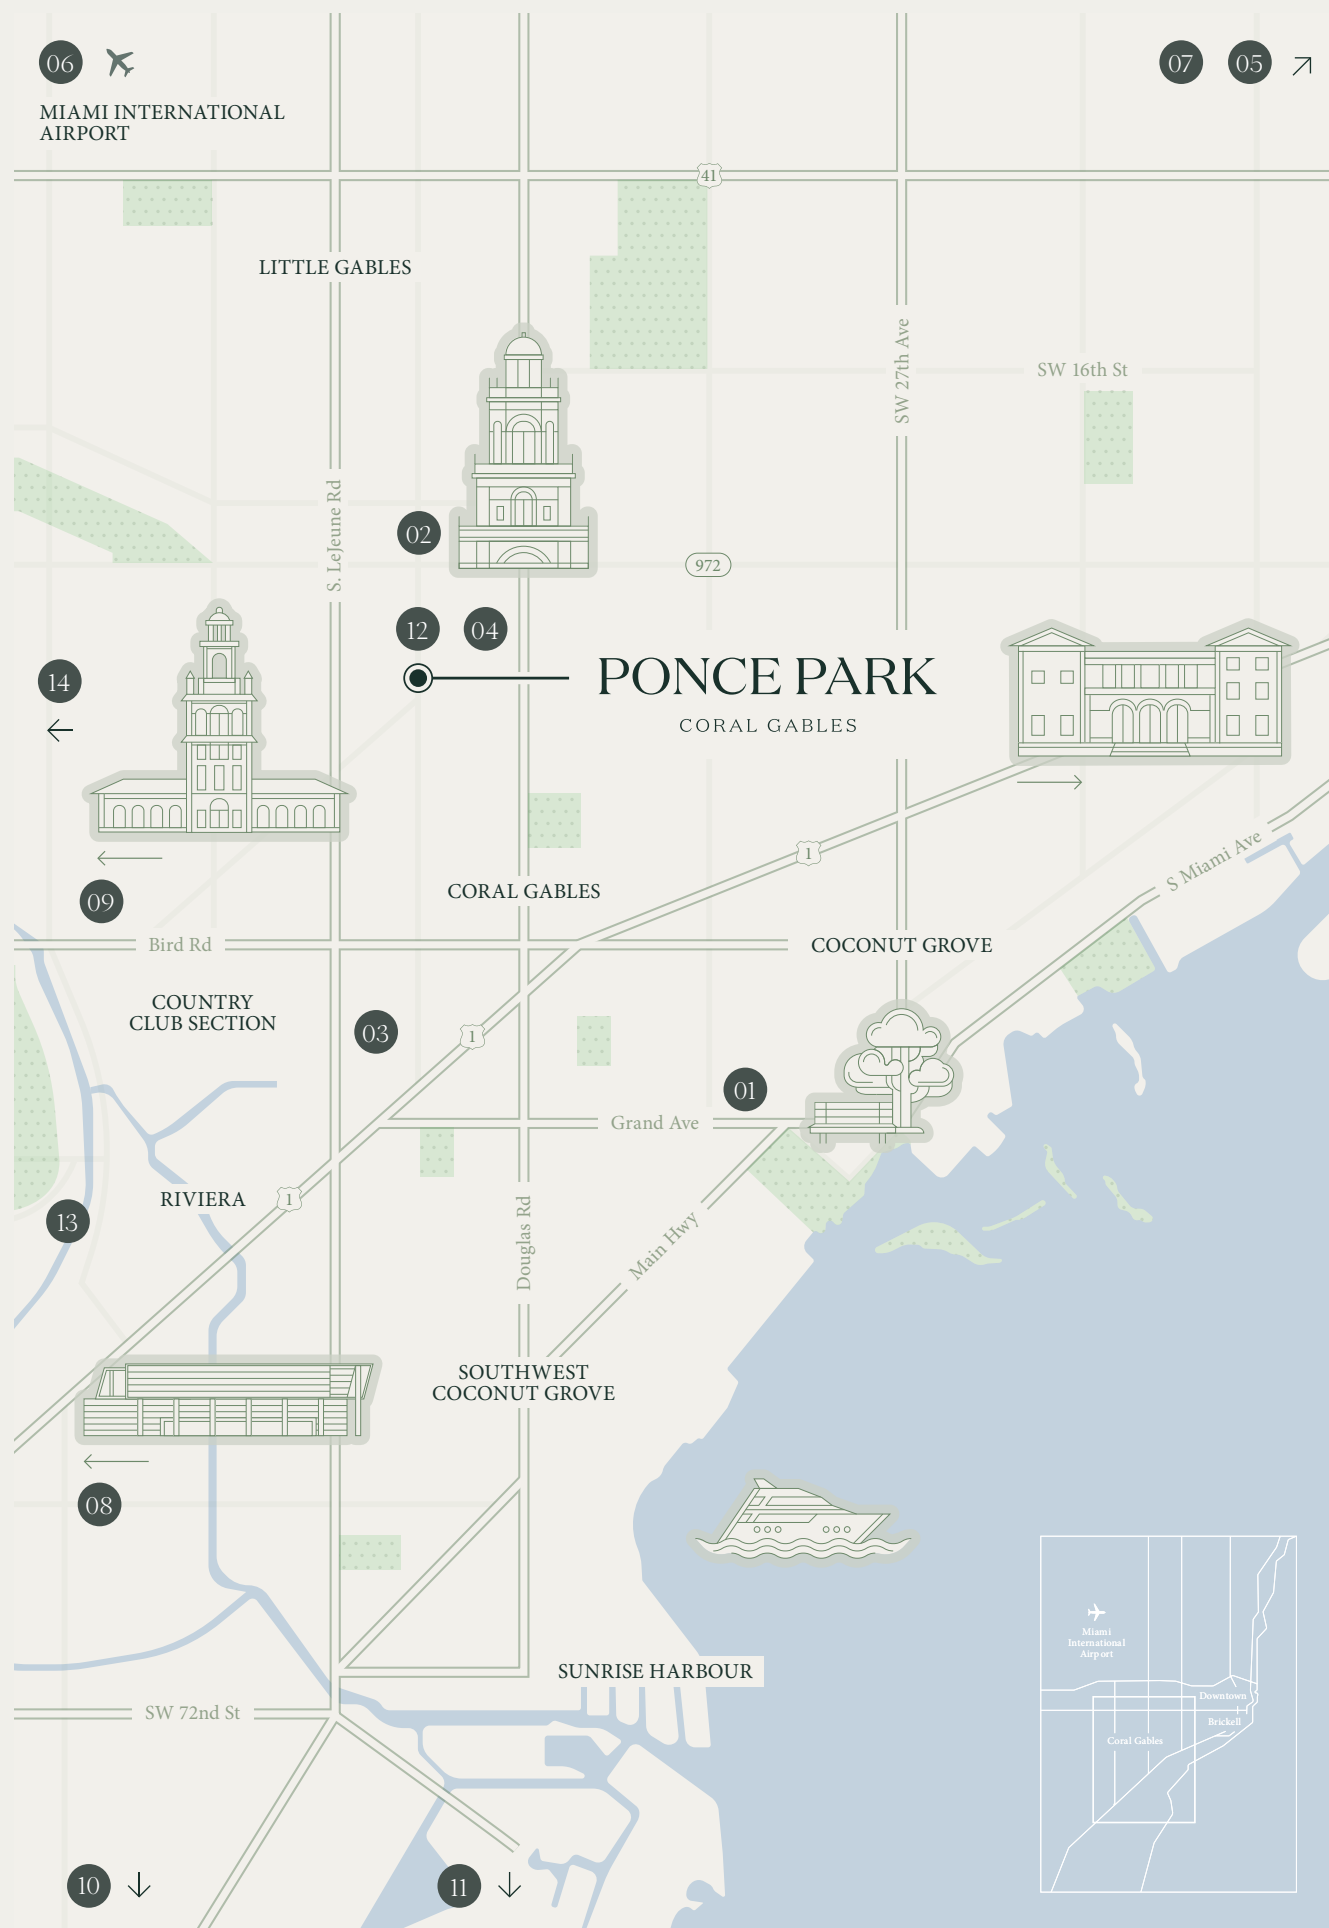 06
07
05
MIAMI INTERNATIONAL
AIRPORT
41
LITTLE GABLES
SW 27th Ave
SW 16th St
S. LeJeune Rd
02
972
12
04
14
PONCE PARK
CORAL GABLES
1
S Miami Ave
CORAL GABLES
09
Bird Rd
COCONUT GROVE
COUNTRY
CLUB SECTION
03
1
01
Grand Ave
RIVIERA
1
13
Douglas Rd
Main Hwy
SOUTHWEST
COCONUT GROVE
08
Miami
International
Airport
SUNRISE HARBOUR
Downtown
SW 72nd St
Brickell
Coral Gables
10
11